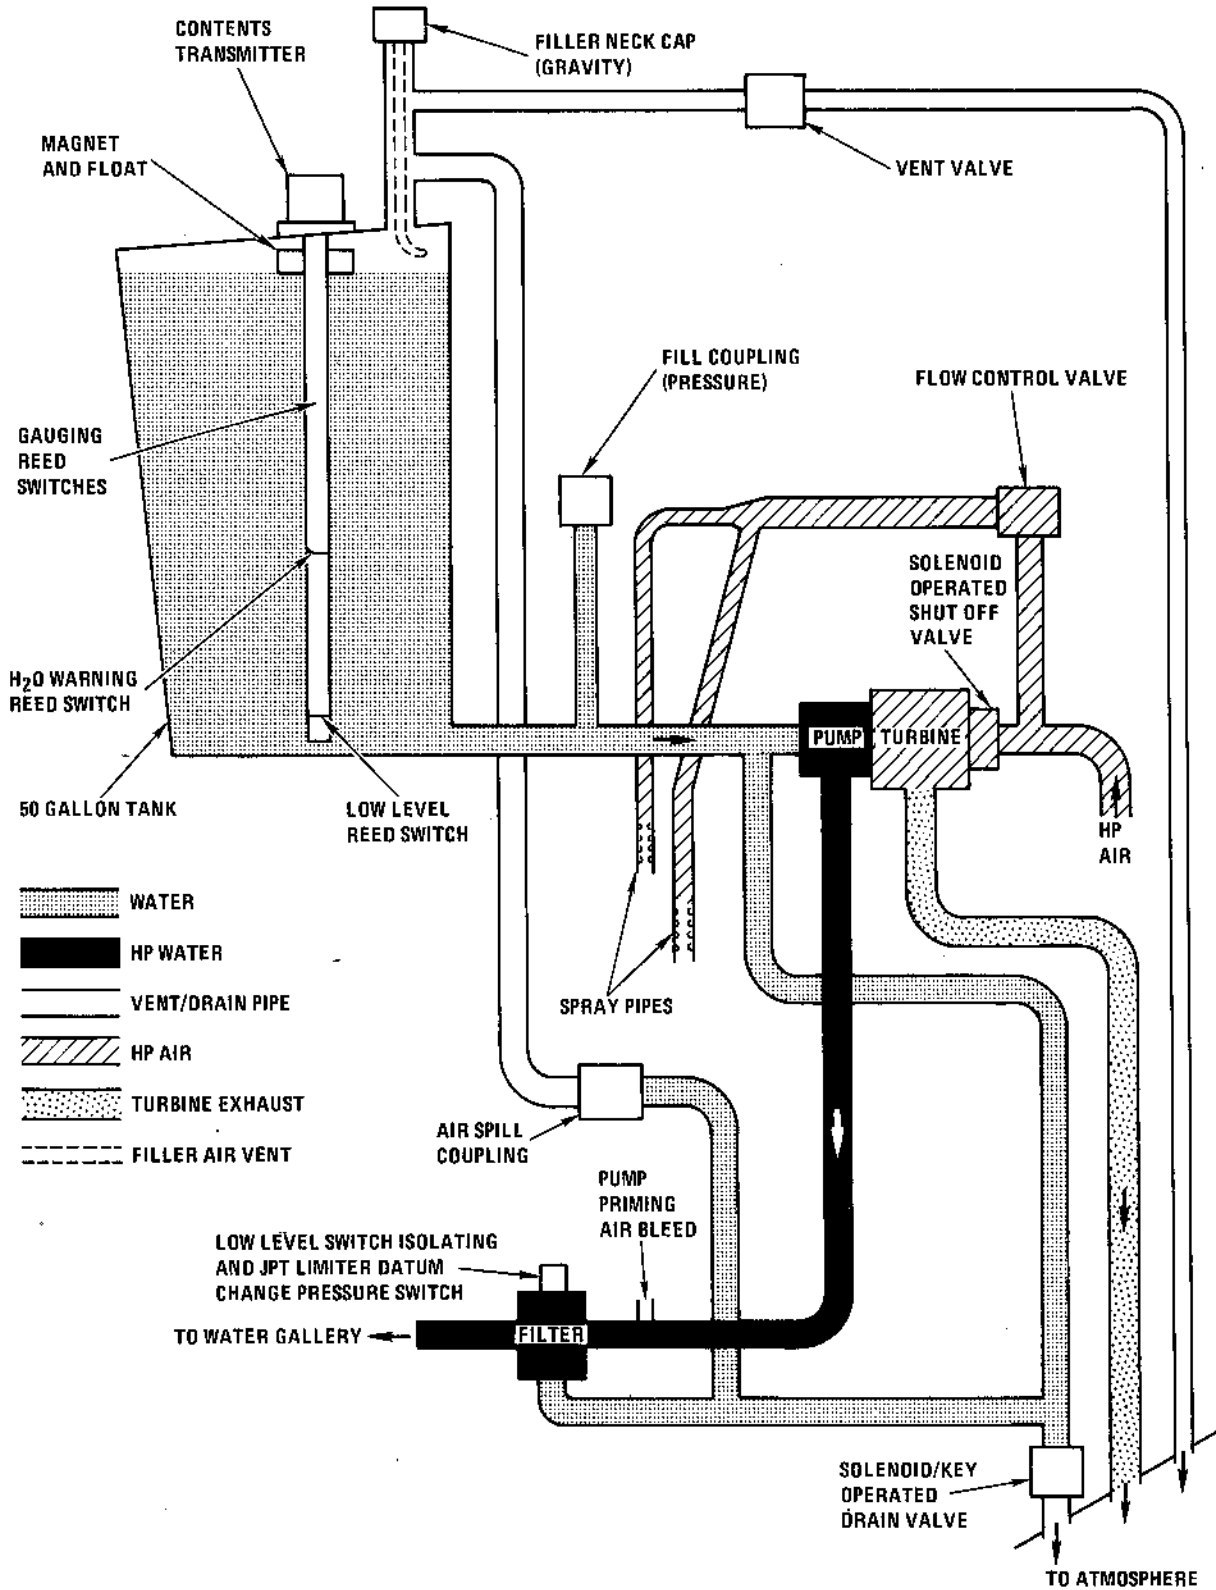 CONTENTS
TRANSMITTER
FILLER NECK CAP
(GRAVITY)
MAGNET
AND FLOAT
VENT VALVE
FILL COUPLING
(PRESSURE)
FLOW CONTROL VALVE
GAUGING
REED
SWITCHES
SOLENOID
OPERATED
SHUT OFF
VALVE
H₂O WARNING
REED SWITCH
PUMP
TURBINE
50 GALLON TANK
LOW LEVEL
REED SWITCH
HP
AIR
WATER
HP WATER
VENT/DRAIN PIPE
HP AIR
TURBINE EXHAUST
FILLER AIR VENT
SPRAY PIPES
AIR SPILL
COUPLING
PUMP
PRIMING
AIR BLEED
LOW LEVEL SWITCH ISOLATING
AND JPT LIMITER DATUM
CHANGE PRESSURE SWITCH
TO WATER GALLERY
FILTER
SOLENOID/KEY
OPERATED
DRAIN VALVE
TO ATMOSPHERE